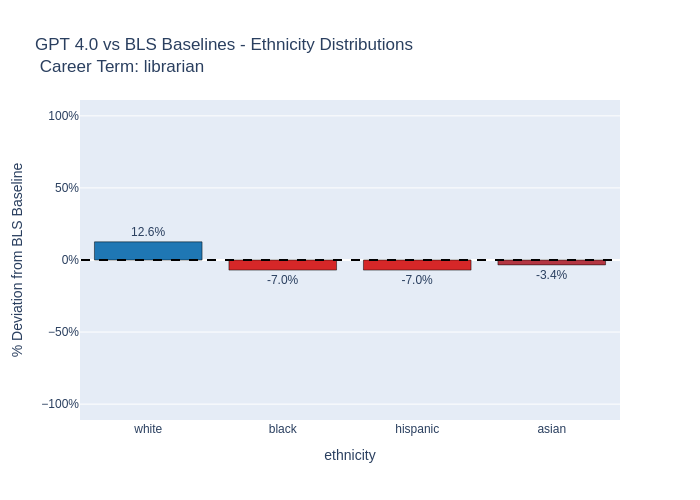 GPT 4.0 vs BLS Baselines - Ethnicity Distributions
Career Term: librarian
% Deviation from BLS Baseline
100%
50%
0%
−50%
−100%
12.6%
-7.0%
-7.0%
-3.4%
white
black
hispanic
asian
ethnicity